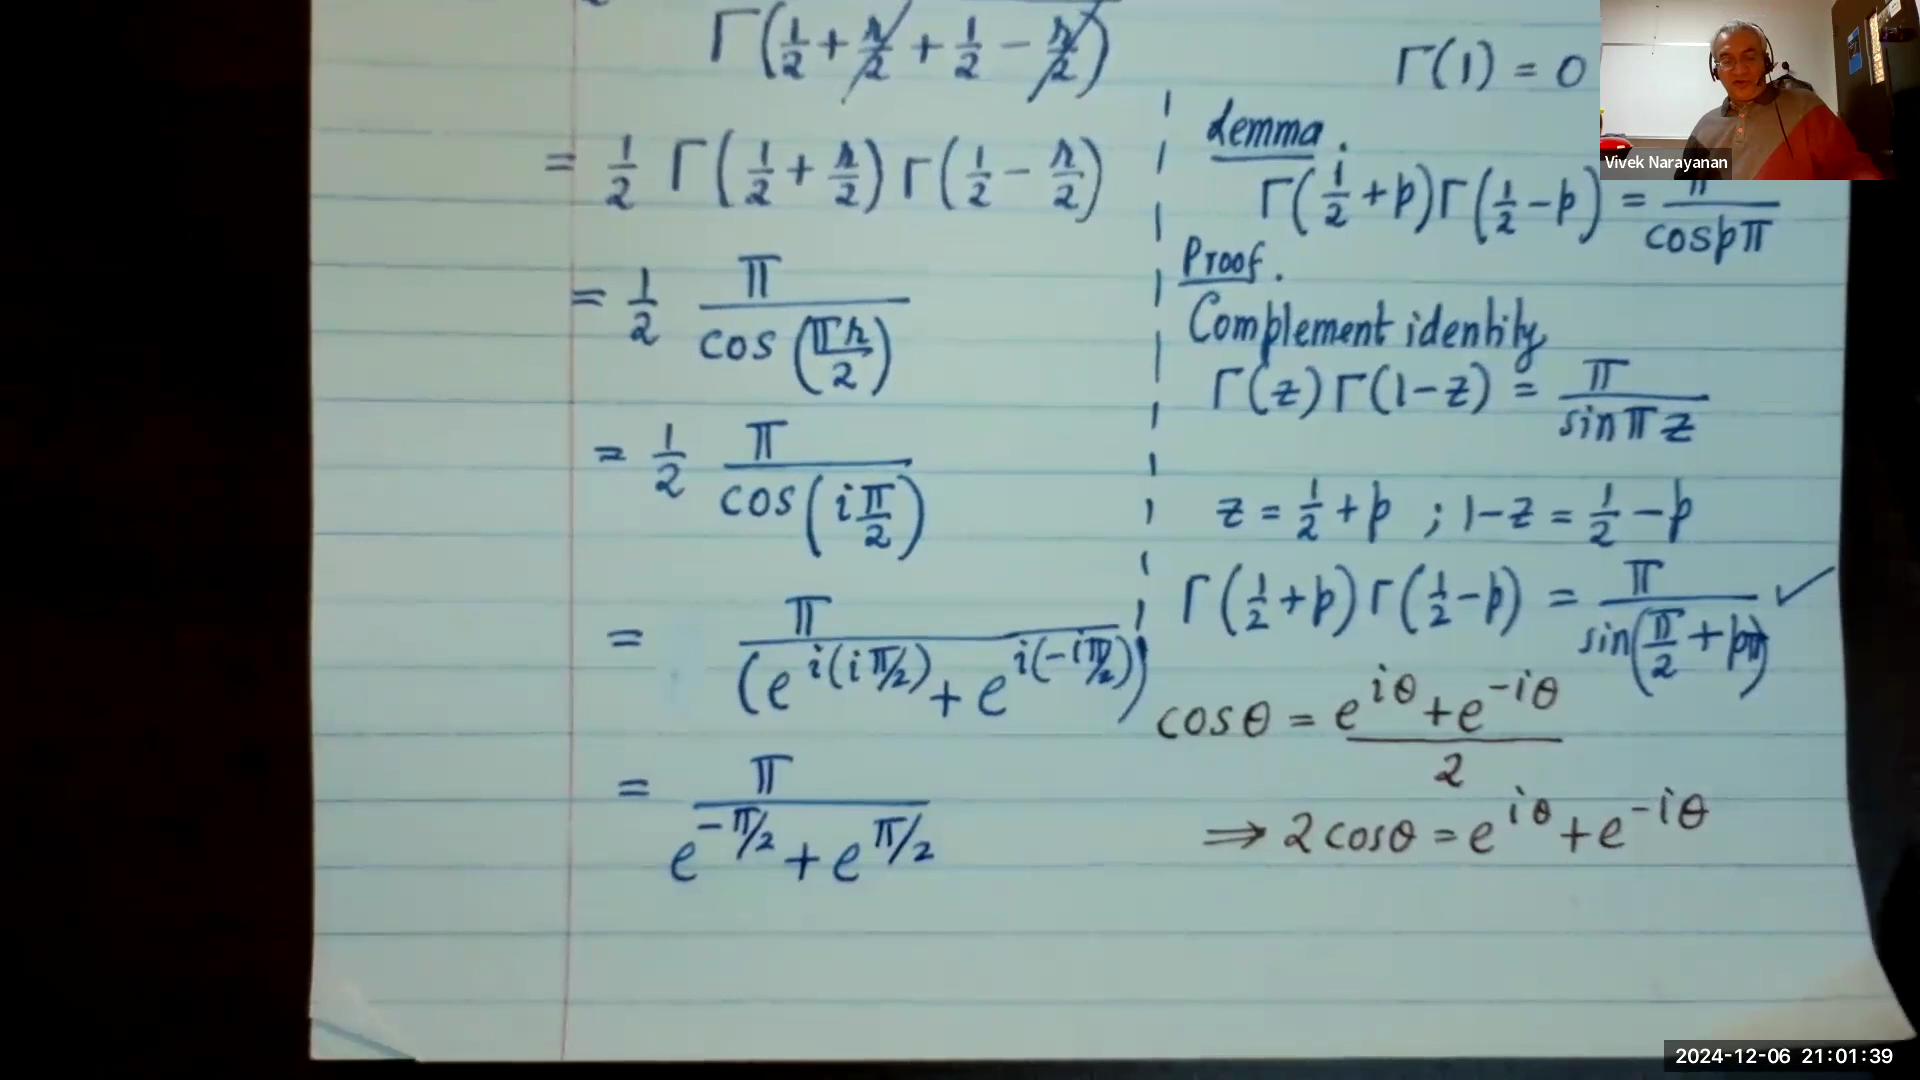 Γ(1/2 + r/2 + 1/2 − r/2)
= 1/2 Γ(1/2 + r/2) Γ(1/2 − r/2)
= 1/2 π / cos(πr/2)
= 1/2 π / cos(i π/2)
= π / (e^{i(iπ/2)} + e^{i(−iπ/2)})
= π / (e^{−π/2} + e^{π/2})
Γ(1) = 0
Lemma.
Γ(1/2 + p) Γ(1/2 − p) = π / cos pπ
Proof.
Complement identity
Γ(z) Γ(1−z) = π / sin π z
z = 1/2 + p ; 1−z = 1/2 − p
Γ(1/2 + p) Γ(1/2 − p) = π / sin(π/2 + pπ) ✓
cos θ = (e^{iθ} + e^{−iθ}) / 2
⇒ 2 cos θ = e^{iθ} + e^{−iθ}
Vivek Narayanan
2024-12-06 21:01:39